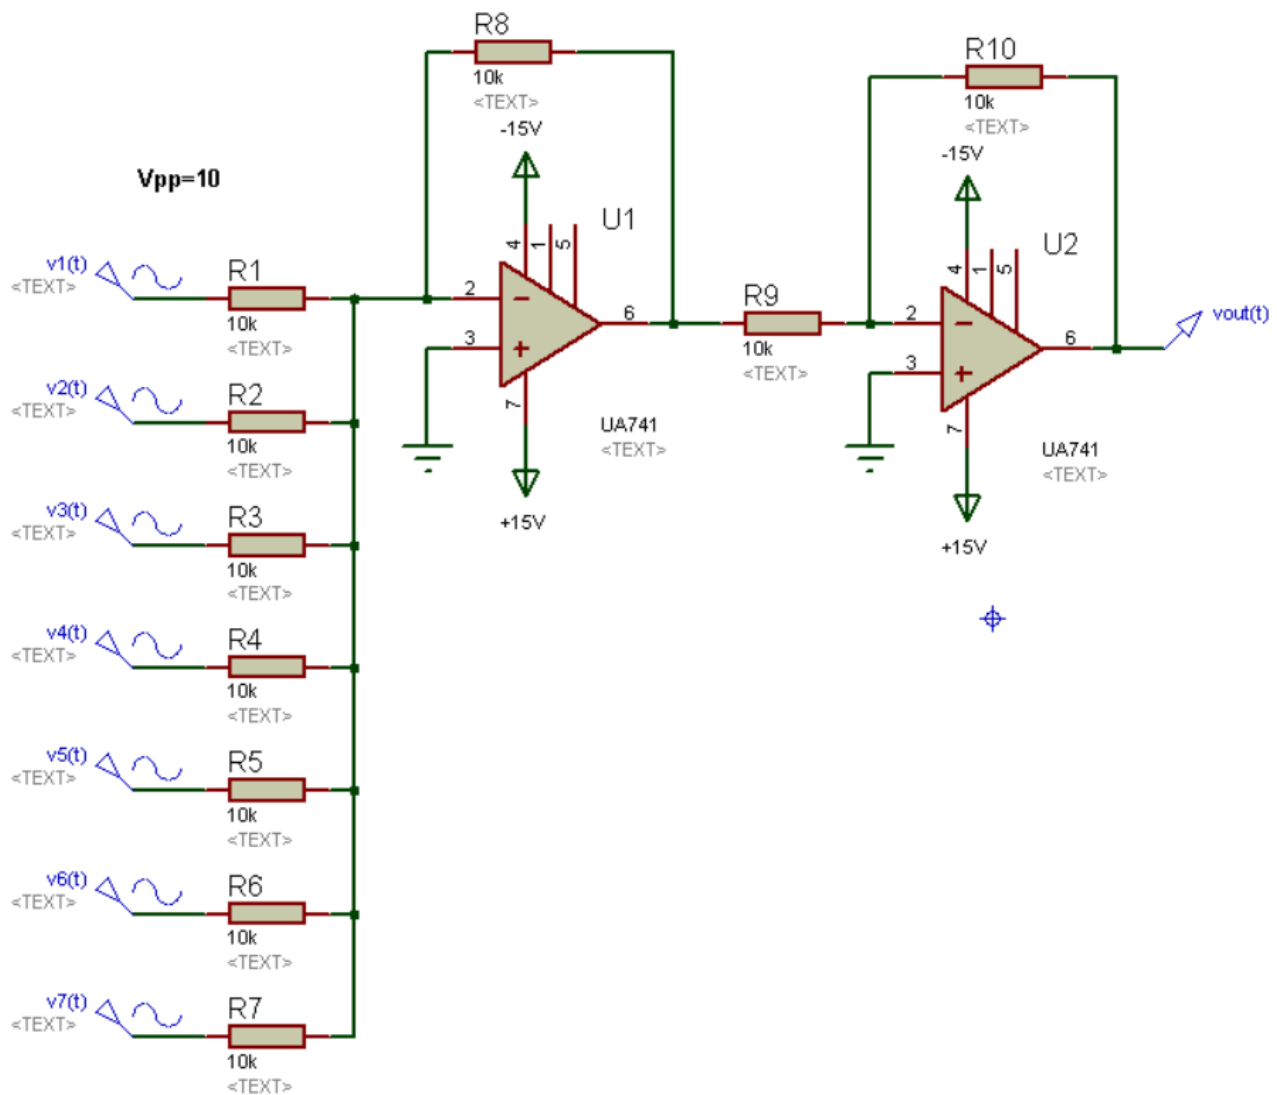 R8
10k
<TEXT>
-15V
R10
10k
<TEXT>
-15V
Vpp=10
U1
4
1
5
2
3
6
7
UA741
<TEXT>
+15V
R9
10k
<TEXT>
U2
4
1
5
2
3
6
7
UA741
<TEXT>
+15V
vout(t)
v1(t)
<TEXT>
R1
10k
<TEXT>
v2(t)
<TEXT>
R2
10k
<TEXT>
v3(t)
<TEXT>
R3
10k
<TEXT>
v4(t)
<TEXT>
R4
10k
<TEXT>
v5(t)
<TEXT>
R5
10k
<TEXT>
v6(t)
<TEXT>
R6
10k
<TEXT>
v7(t)
<TEXT>
R7
10k
<TEXT>